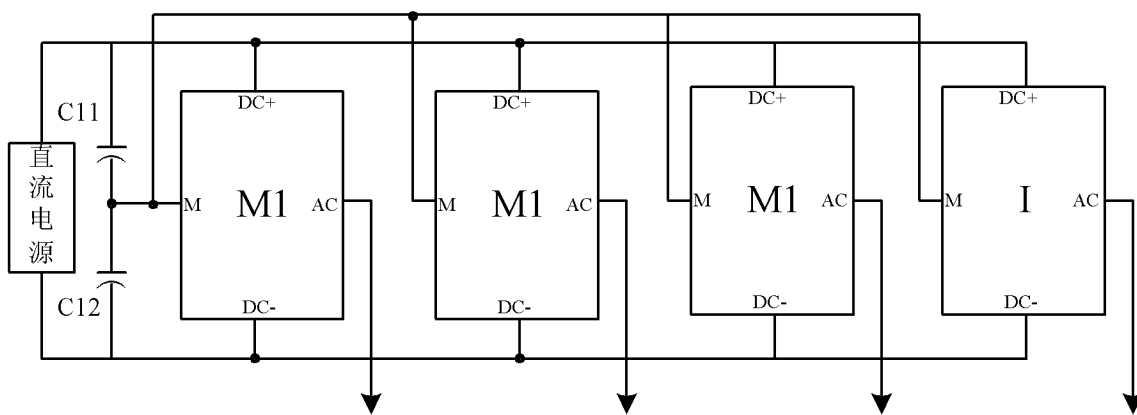 C11
直流电源
C12
DC+
M
M1
AC
DC-
DC+
M
M1
AC
DC-
DC+
M
M1
AC
DC-
DC+
M
I
AC
DC-